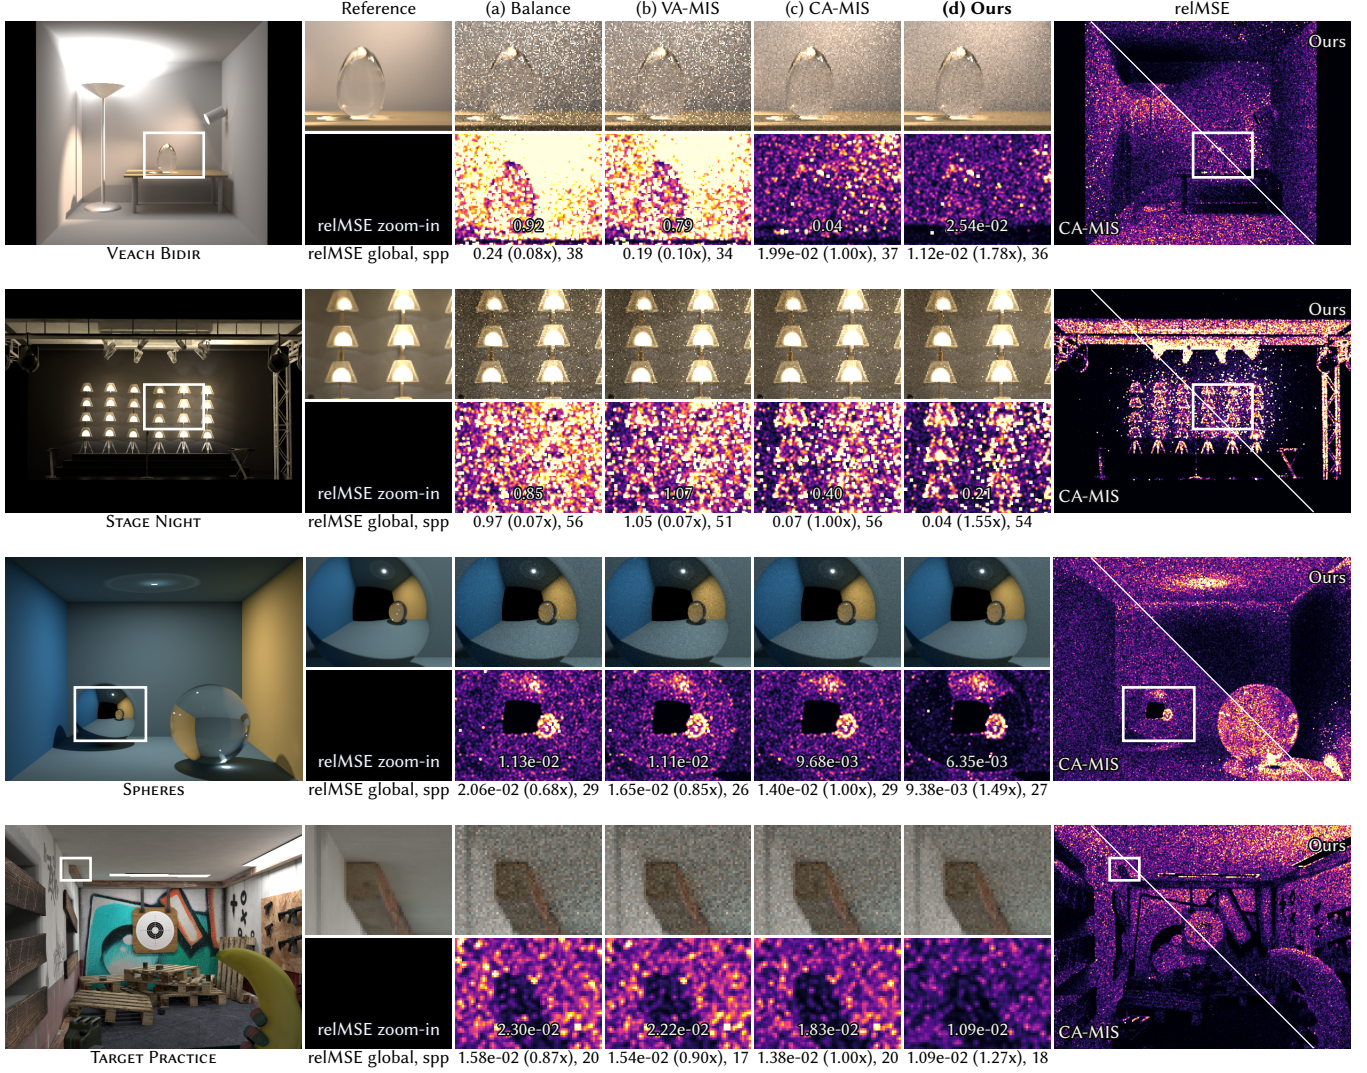 Reference (a) Balance (b) VA-MIS (c) CA-MIS (d) Ours relMSE
Ours
relMSE zoom-in 0.92 0.79 0.04 2.54e-02 CA-MIS
VEACH BIDIR relMSE global, spp 0.24 (0.08x), 38 0.19 (0.10x), 34 1.99e-02 (1.00x), 37 1.12e-02 (1.78x), 36
Ours
relMSE zoom-in 0.85 1.07 0.40 0.21 CA-MIS
STAGE NIGHT relMSE global, spp 0.97 (0.07x), 56 1.05 (0.07x), 51 0.07 (1.00x), 56 0.04 (1.55x), 54
Ours
relMSE zoom-in 1.13e-02 1.11e-02 9.68e-03 6.35e-03 CA-MIS
SPHERES relMSE global, spp 2.06e-02 (0.68x), 29 1.65e-02 (0.85x), 26 1.40e-02 (1.00x), 29 9.38e-03 (1.49x), 27
Ours
relMSE zoom-in 2.30e-02 2.22e-02 1.83e-02 1.09e-02 CA-MIS
TARGET PRACTICE relMSE global, spp 1.58e-02 (0.87x), 20 1.54e-02 (0.90x), 17 1.38e-02 (1.00x), 20 1.09e-02 (1.27x), 18